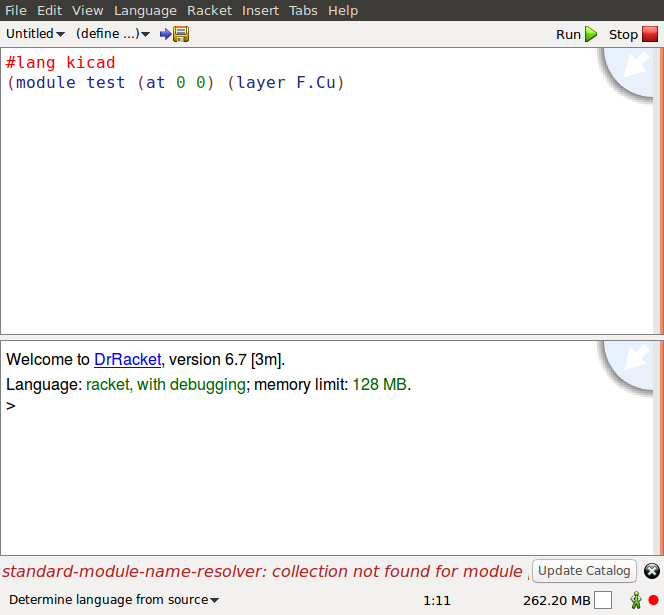 File Edit View Language Racket Insert Tabs Help
Untitled (define ...) Run Stop
#lang kicad
(module test (at 0 0) (layer F.Cu)
Welcome to DrRacket, version 6.7 [3m].
Language: racket, with debugging; memory limit: 128 MB.
>
standard-module-name-resolver: collection not found for module Update Catalog
Determine language from source 1:11 262.20 MB